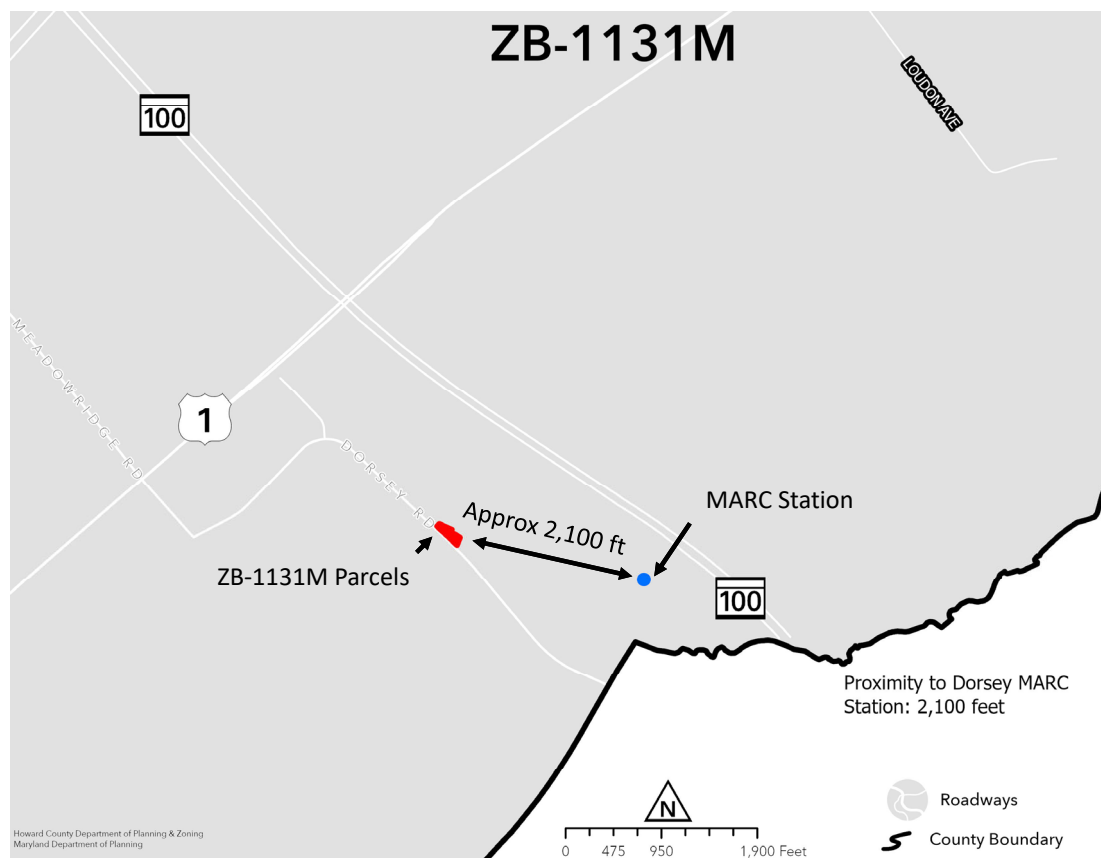 ZB-1131M
100
LOUDON AVE
MEADOWRIDGE RD
1
DORSEY RD
Approx 2,100 ft
MARC Station
ZB-1131M Parcels
100
Proximity to Dorsey MARC
Station: 2,100 feet
N
Roadways
County Boundary
0 475 950 1,900 Feet
Howard County Department of Planning & Zoning
Maryland Department of Planning